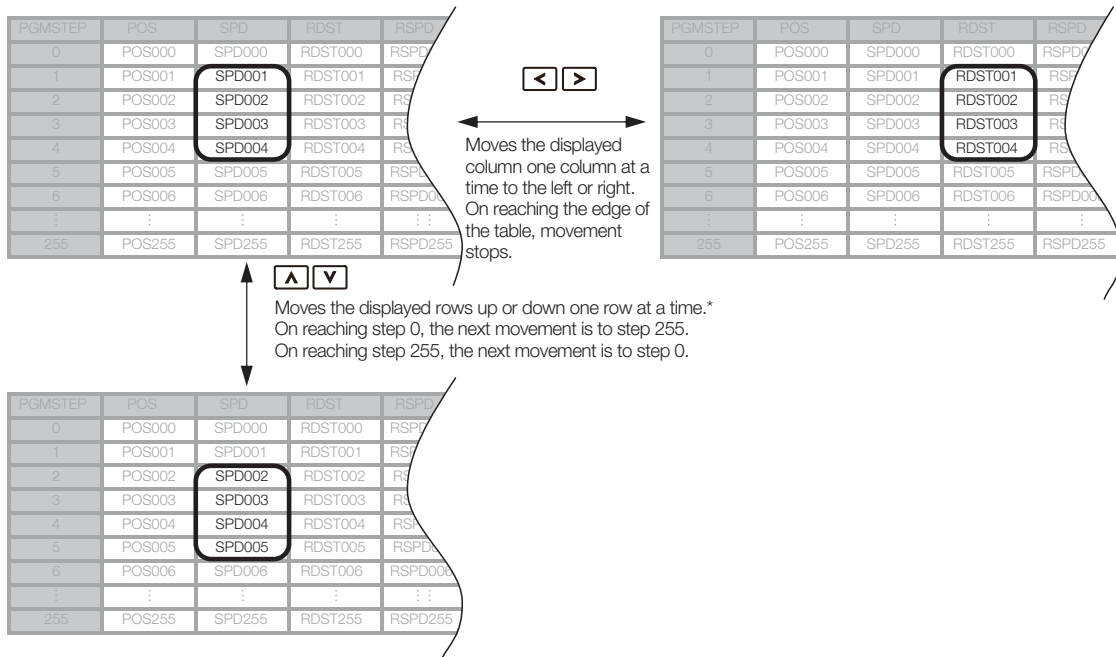 PGMSTEP POS SPD RDST RSPD
0 POS000 SPD000 RDST000
1 POS001 SPD001 RDST001
2 POS002 SPD002 RDST002
3 POS003 SPD003 RDST003
4 POS004 SPD004 RDST004
5 POS005 SPD005 RDST005
6 POS006 SPD006 RDST006
: : : : : :
255 POS255 SPD255 RDST255 RSPD255
< >
Moves the displayed
column one column at a
time to the left or right.
On reaching the edge of
the table, movement
stops.
PGMSTEP POS SPD RDST RSPD
0 POS000 SPD000 RDST000
1 POS001 SPD001 RDST001
2 POS002 SPD002 RDST002
3 POS003 SPD003 RDST003
4 POS004 SPD004 RDST004
5 POS005 SPD005 RDST005
6 POS006 SPD006 RDST006
: : : : : :
255 POS255 SPD255 RDST255 RSPD255
∧ ∨
Moves the displayed rows up or down one row at a time.*
On reaching step 0, the next movement is to step 255.
On reaching step 255, the next movement is to step 0.
PGMSTEP POS SPD RDST RSPD
0 POS000 SPD000 RDST000
1 POS001 SPD001 RDST001
2 POS002 SPD002 RDST002
3 POS003 SPD003 RDST003
4 POS004 SPD004 RDST004
5 POS005 SPD005 RDST005
6 POS006 SPD006 RDST006 RSPD006
: : : : : :
255 POS255 SPD255 RDST255 RSPD255